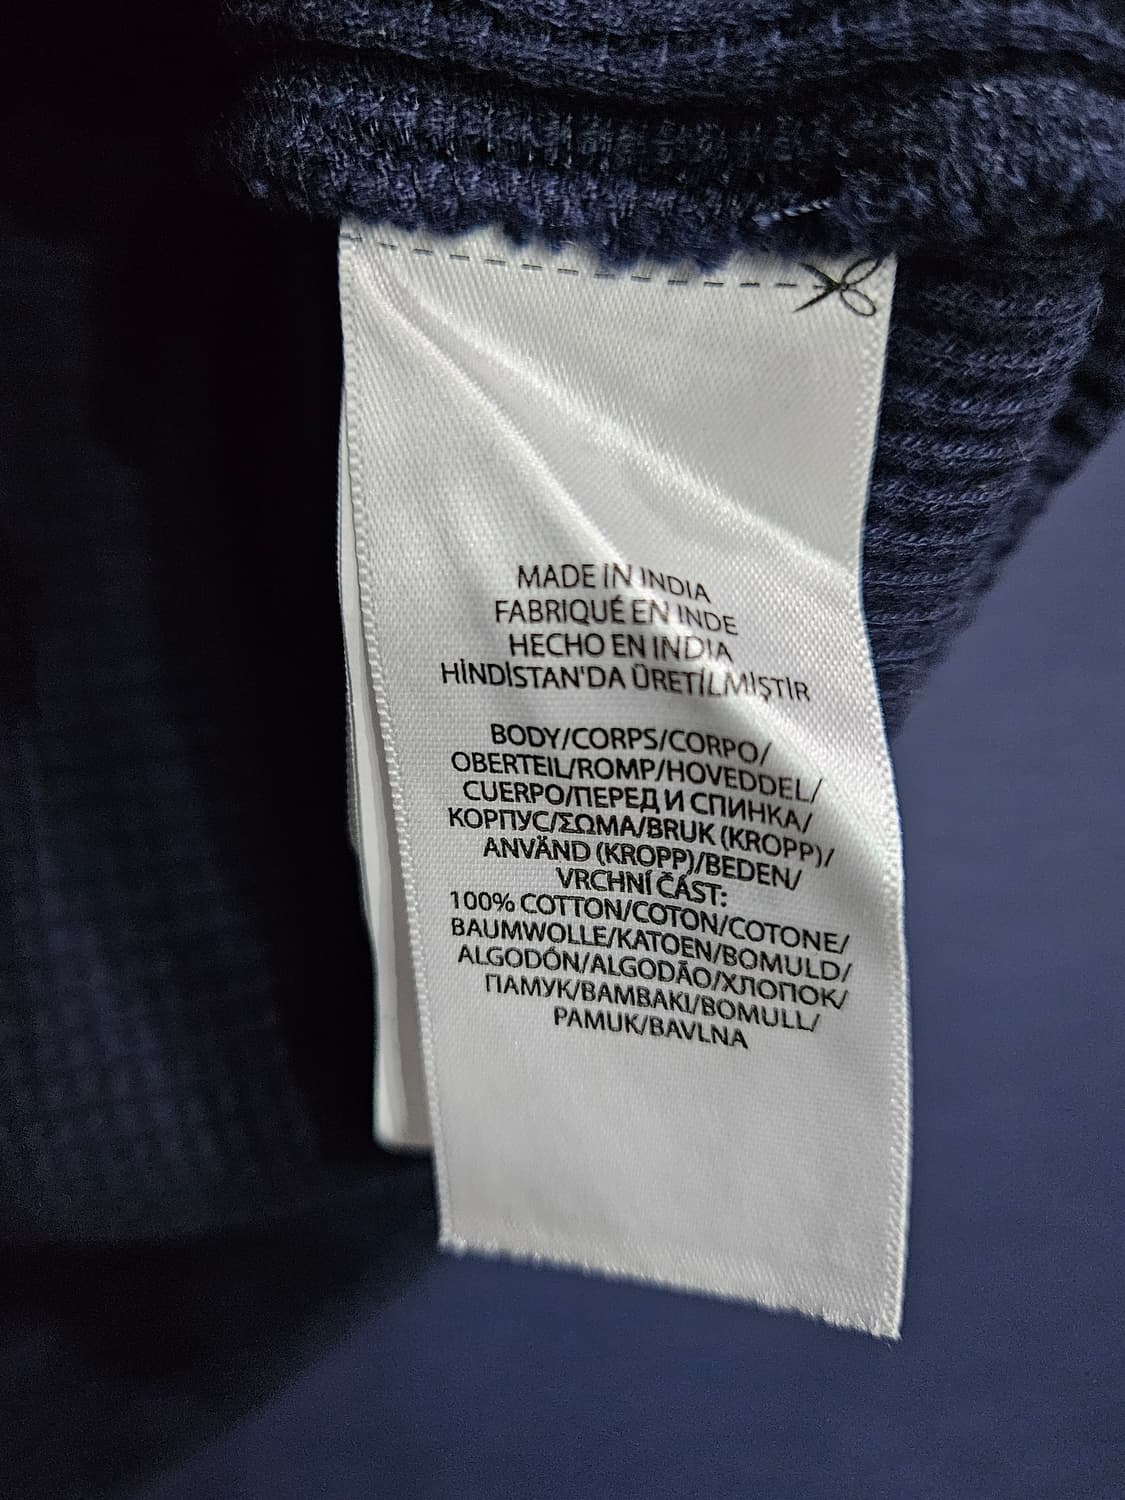 MADE IN INDIA
FABRIQUÉ EN INDE
HECHO EN INDIA
HİNDİSTAN'DA ÜRETİLMİŞTİR
BODY/CORPS/CORPO/
OBERTEIL/ROMP/HOVEDDEL/
CUERPO/ПЕРЕД И СПИНКА/
КОРПУС/ΣΩΜΑ/BRUK (KROPP)/
ANVÄND (KROPP)/BEDEN/
VRCHNÍ ČÁST:
100% COTTON/COTON/COTONE/
BAUMWOLLE/KATOEN/BOMULD/
ALGODÓN/ALGODÃO/ХЛОПОК/
ПАМУК/ΒΑΜΒΑΚΙ/BOMULL/
PAMUK/BAVLNA